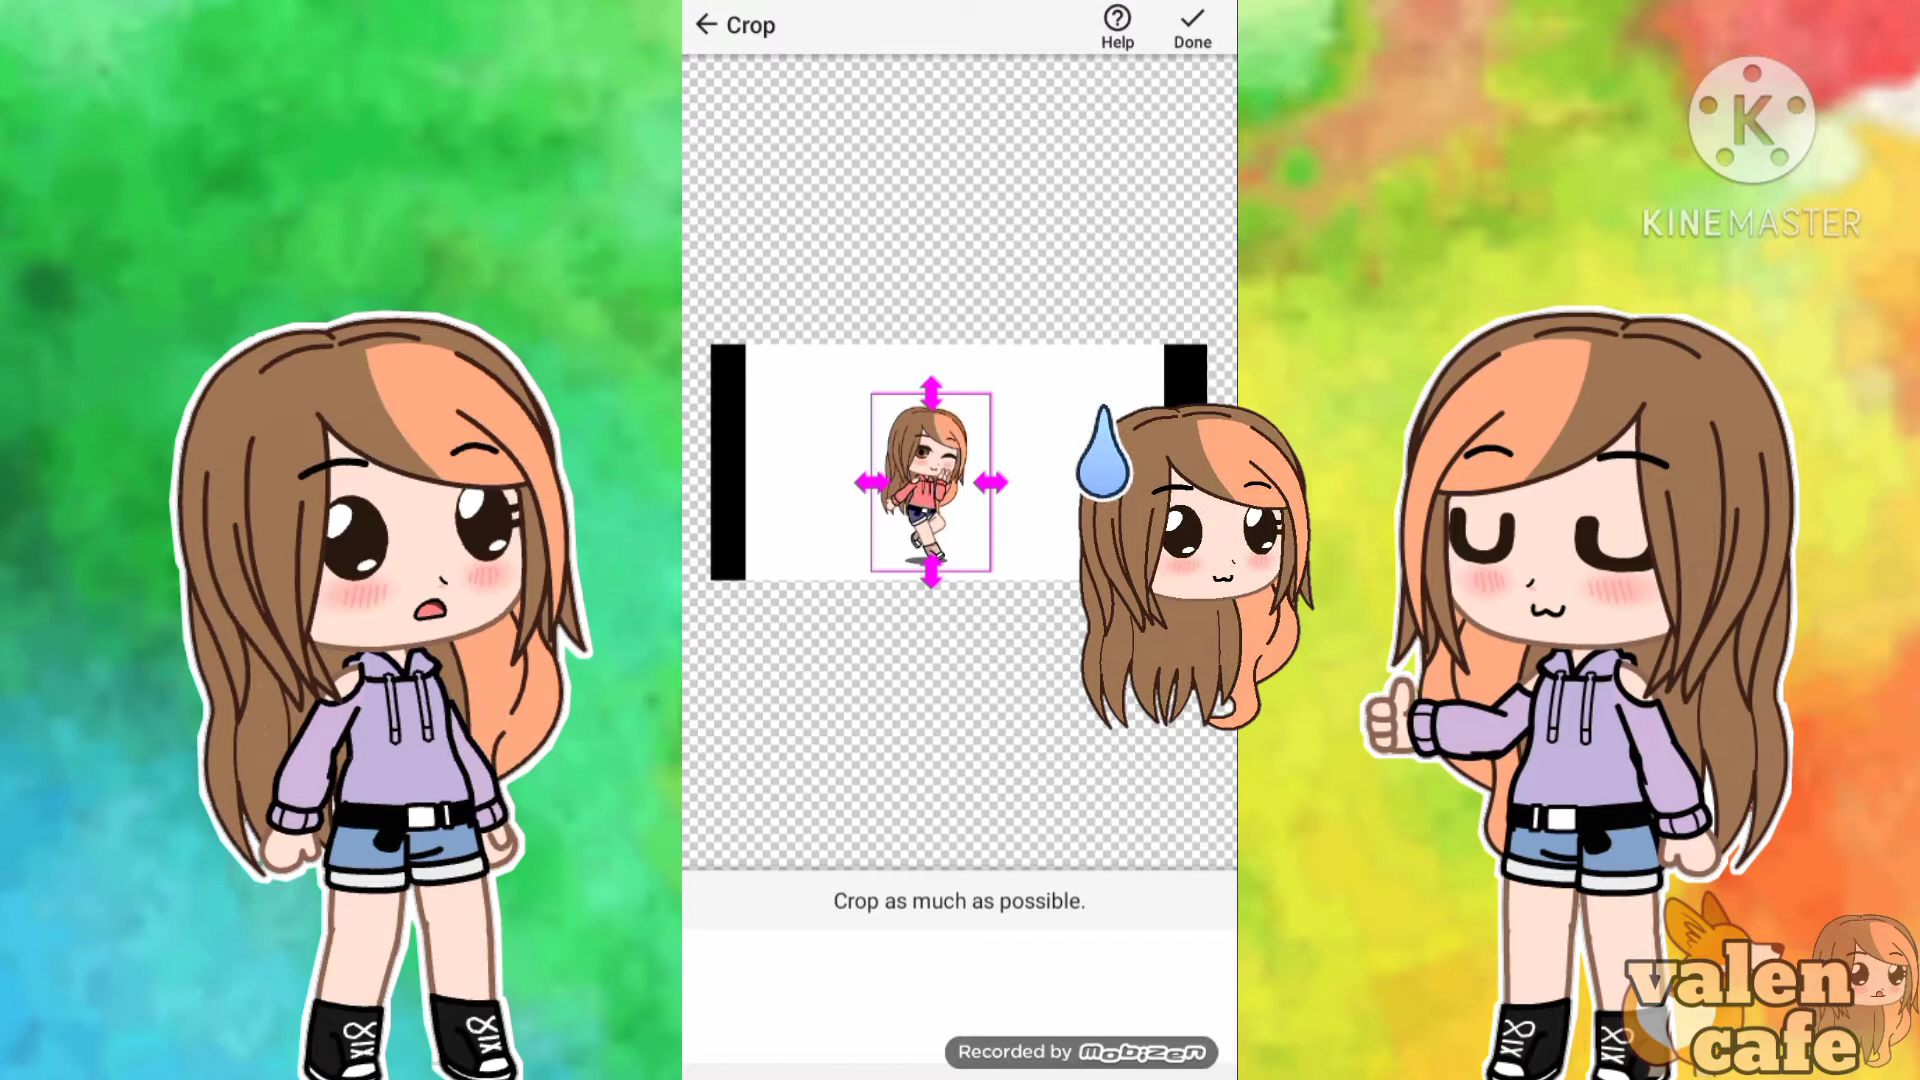 Crop
Help
Done
K
KINEMASTER
Crop as much as possible.
Recorded by mobizen
valen
cafe